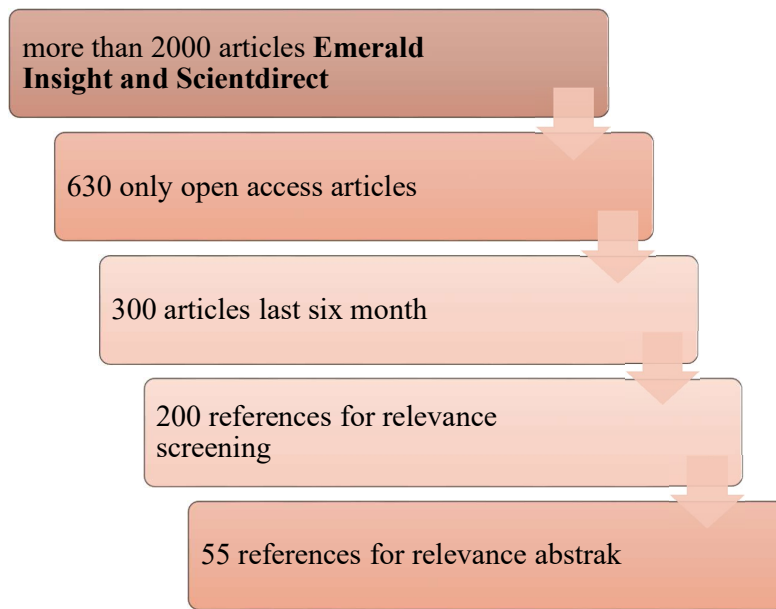 more than 2000 articles Emerald
Insight and Scientdirect
630 only open access articles
300 articles last six month
200 references for relevance
screening
55 references for relevance abstrak